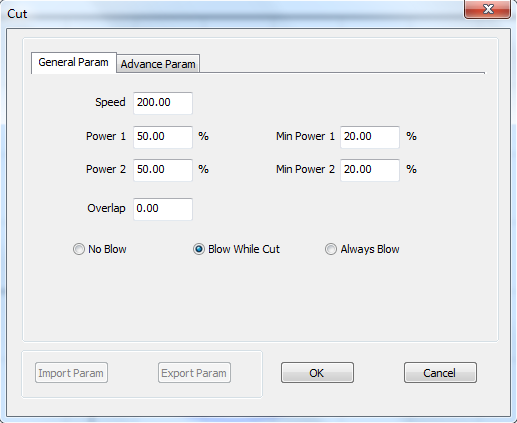 Cut
General Param Advance Param
Speed 200.00
Power 1 50.00 % Min Power 1 20.00 %
Power 2 50.00 % Min Power 2 20.00 %
Overlap 0.00
No Blow Blow While Cut Always Blow
Import Param Export Param OK Cancel